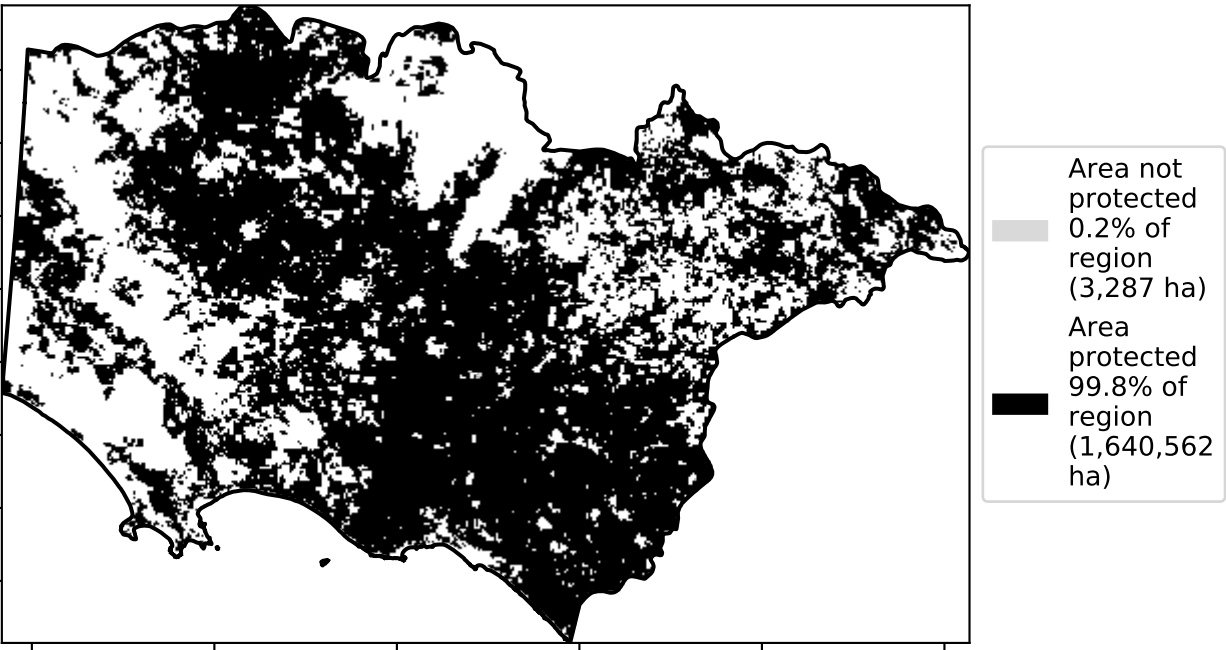 Area not
protected
0.2% of
region
(3,287 ha)
Area
protected
99.8% of
region
(1,640,562
ha)